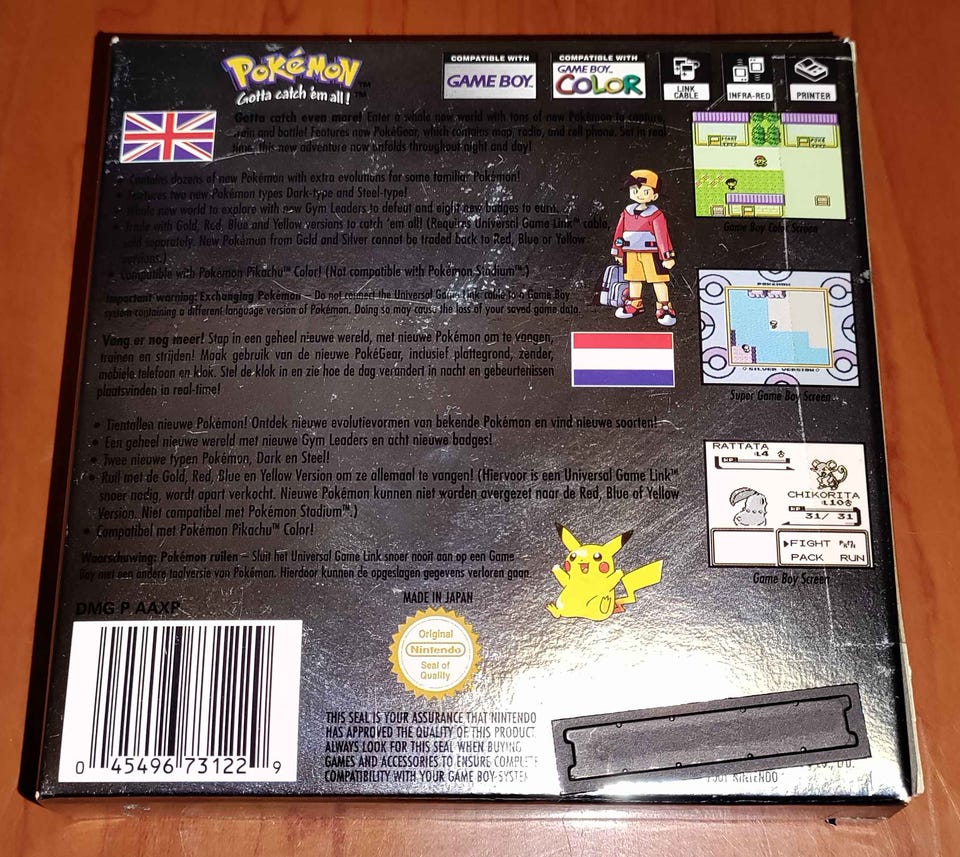 POKéMON™
Gotta catch 'em all!™
COMPATIBLE WITH
GAME BOY™
COMPATIBLE WITH
GAME BOY™
COLOR
LINK
CABLE
INFRA-RED
PRINTER
Gotta catch even more! Enter a whole new world with tons of new Pokémon to capture,
train and battle! Features new PokéGear, which contains map, radio, and cell phone. Set in real
time, this new adventure now unfolds throughout night and day!
• Contains dozens of new Pokémon with extra evolutions for some familiar Pokémon!
• Features two new Pokémon types Dark-type and Steel-type!
• Whole new world to explore with new Gym Leaders to defeat and eight new badges to earn.
• Trade with Gold, Red, Blue and Yellow versions to catch 'em all! (Requires Universal Game Link™ cable,
sold separately. New Pokémon from Gold and Silver cannot be traded back to Red, Blue or Yellow
versions.)
• Compatible with Pokémon Pikachu™ Color! (Not compatible with Pokémon Stadium™.)
Important warning: Exchanging Pokémon – Do not connect the Universal Game Link cable to a Game Boy
system containing a different language version of Pokémon. Doing so may cause the loss of your saved game data.
Game Boy Color Screen
POKéMON
SILVER VERSION
Super Game Boy Screen
Vang er nog meer! Stap in een geheel nieuwe wereld, met nieuwe Pokémon om te vangen,
trainen en strijden! Maak gebruik van de nieuwe PokéGear, inclusief plattegrond, zender,
mobiele telefoon en klok. Stel de klok in en zie hoe de dag verandert in nacht en gebeurtenissen
plaatsvinden in real-time!
• Tientallen nieuwe Pokémon! Ontdek nieuwe evolutievormen van bekende Pokémon en vind nieuwe soorten!
• Een geheel nieuwe wereld met nieuwe Gym Leaders en acht nieuwe badges!
• Twee nieuwe typen Pokémon, Dark en Steel!
• Ruil met de Gold, Red, Blue en Yellow Version om ze allemaal te vangen! (Hiervoor is een Universal Game Link™
snoer nodig, wordt apart verkocht. Nieuwe Pokémon kunnen niet worden overgezet naar de Red, Blue of Yellow
Version. Niet compatibel met Pokémon Stadium™.)
• Compatibel met Pokémon Pikachu™ Color!
Waarschuwing: Pokémon ruilen – Sluit het Universal Game Link snoer nooit aan op een Game
Boy met een andere taalversie van Pokémon. Hierdoor kunnen de opgeslagen gegevens verloren gaan.
RATTATA
:L4
HP
CHIKORITA
:L10
HP
31/ 31
▶FIGHT PKMN
PACK RUN
Game Boy Screen
DMG P AAXP
MADE IN JAPAN
Original
Nintendo
Seal of
Quality
0 45496 73122 9
THIS SEAL IS YOUR ASSURANCE THAT NINTENDO
HAS APPROVED THE QUALITY OF THIS PRODUCT.
ALWAYS LOOK FOR THIS SEAL WHEN BUYING
GAMES AND ACCESSORIES TO ENSURE COMPLETE
COMPATIBILITY WITH YOUR GAME BOY SYSTEM
CO., LTD.
2001 NINTENDO